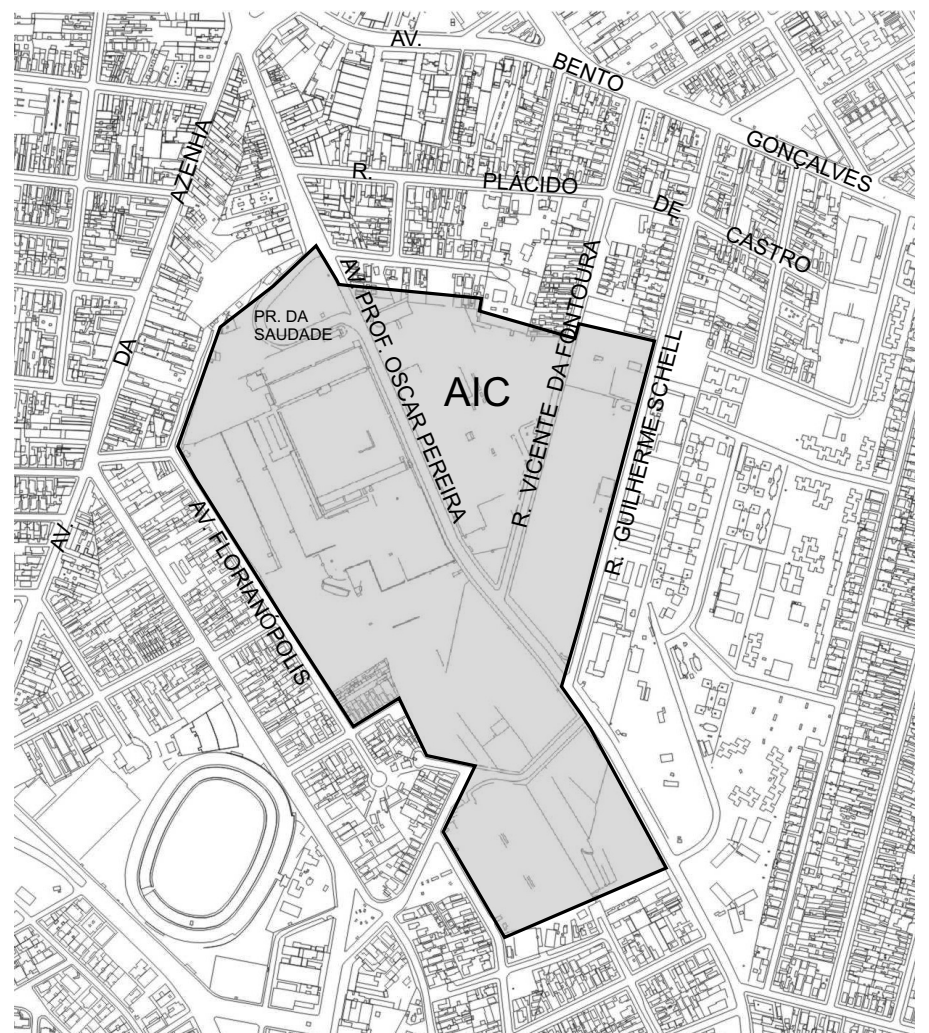 AV.
BENTO
GONÇALVES
R.
PLÁCIDO
DE
CASTRO
AV.
DA
AZENHA
PR. DA
SAUDADE
AV. PROF. OSCAR PEREIRA
AIC
R. VICENTE DA FONTOURA
R. GUILHERME SCHELL
AV. FLORIANÓPOLIS